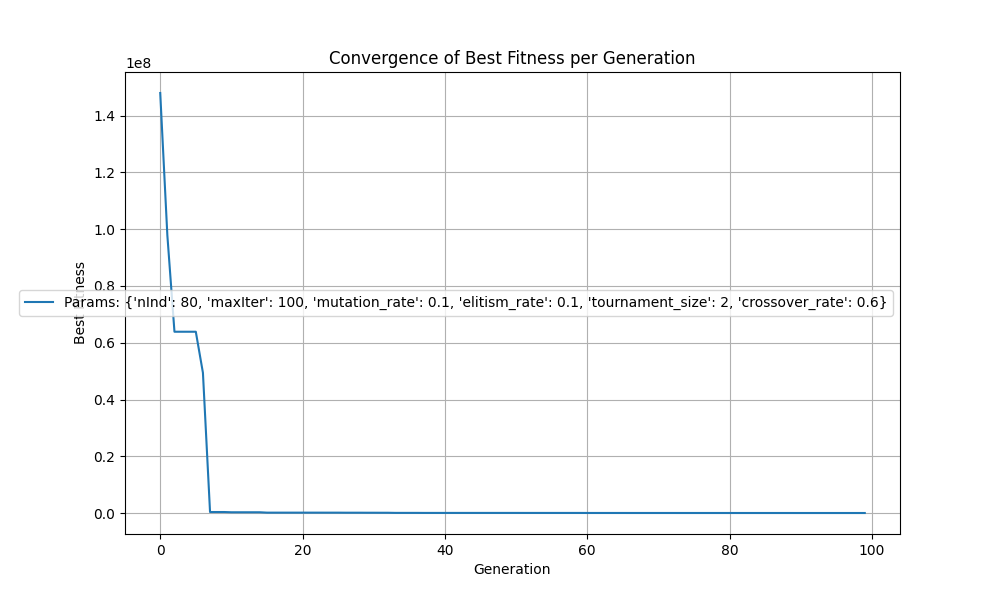 Convergence of Best Fitness per Generation
1e8
1.4
1.2
1.0
0.8
0.6
0.4
0.2
0.0
Params: {'nInd': 80, 'maxIter': 100, 'mutation_rate': 0.1, 'elitism_rate': 0.1, 'tournament_size': 2, 'crossover_rate': 0.6}
Best Fitness
0 20 40 60 80 100
Generation